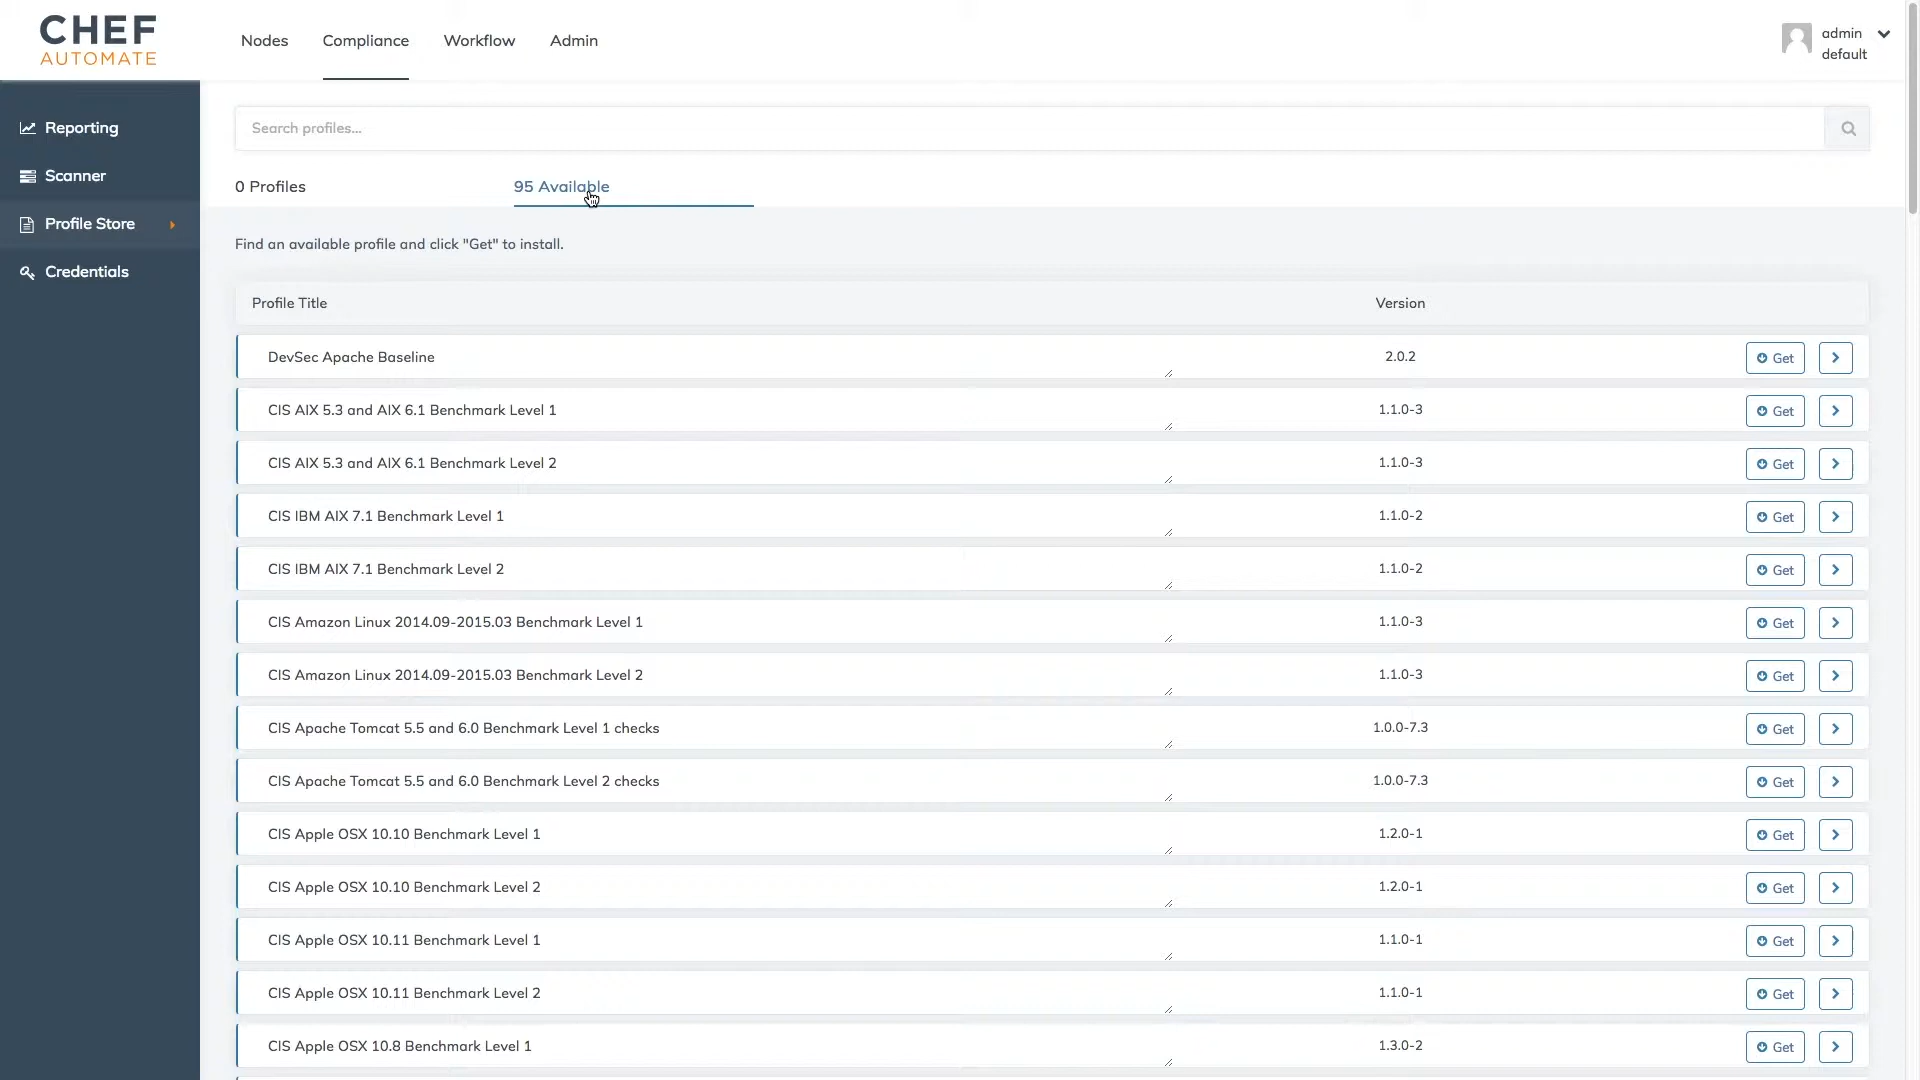 CHEF
AUTOMATE
Nodes
Compliance
Workflow
Admin
admin
default
Reporting
Scanner
Profile Store
Credentials
Search profiles...
0 Profiles
95 Available
Find an available profile and click "Get" to install.
Profile Title Version
DevSec Apache Baseline 2.0.2 Get
CIS AIX 5.3 and AIX 6.1 Benchmark Level 1 1.1.0-3 Get
CIS AIX 5.3 and AIX 6.1 Benchmark Level 2 1.1.0-3 Get
CIS IBM AIX 7.1 Benchmark Level 1 1.1.0-2 Get
CIS IBM AIX 7.1 Benchmark Level 2 1.1.0-2 Get
CIS Amazon Linux 2014.09-2015.03 Benchmark Level 1 1.1.0-3 Get
CIS Amazon Linux 2014.09-2015.03 Benchmark Level 2 1.1.0-3 Get
CIS Apache Tomcat 5.5 and 6.0 Benchmark Level 1 checks 1.0.0-7.3 Get
CIS Apache Tomcat 5.5 and 6.0 Benchmark Level 2 checks 1.0.0-7.3 Get
CIS Apple OSX 10.10 Benchmark Level 1 1.2.0-1 Get
CIS Apple OSX 10.10 Benchmark Level 2 1.2.0-1 Get
CIS Apple OSX 10.11 Benchmark Level 1 1.1.0-1 Get
CIS Apple OSX 10.11 Benchmark Level 2 1.1.0-1 Get
CIS Apple OSX 10.8 Benchmark Level 1 1.3.0-2 Get